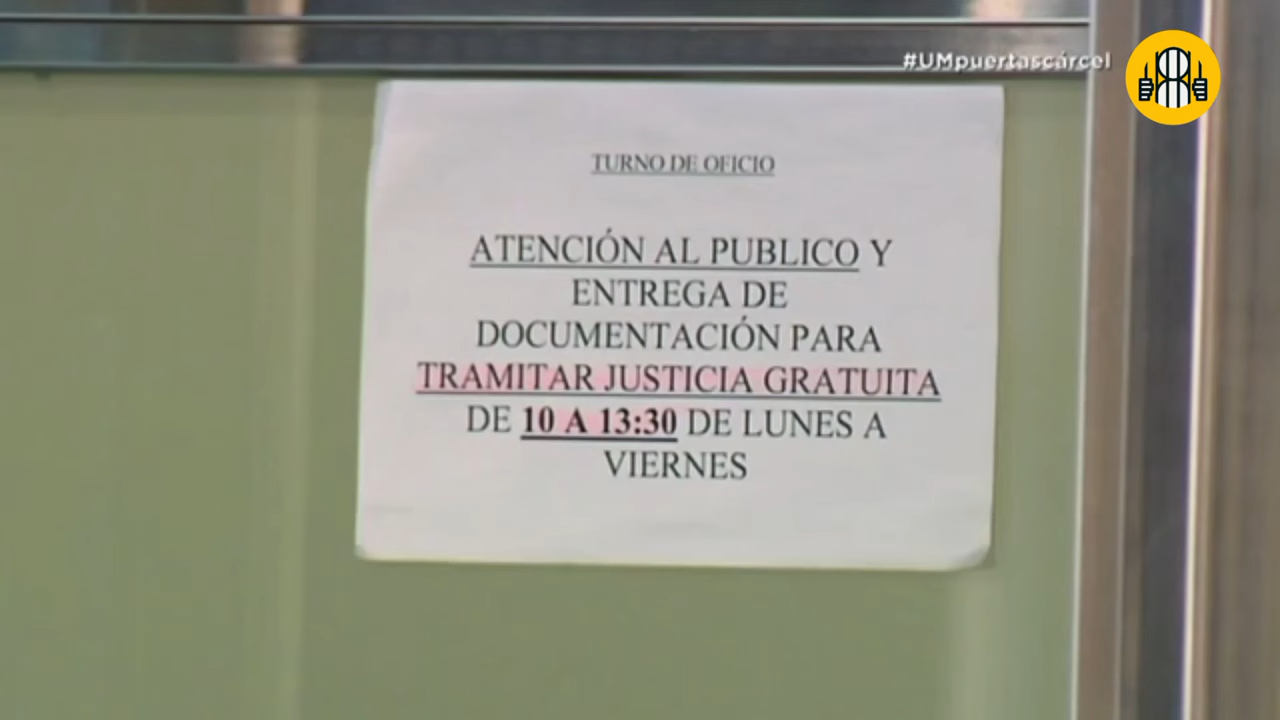 #UMpuertascárcel
TURNO DE OFICIO
ATENCIÓN AL PUBLICO Y
ENTREGA DE
DOCUMENTACIÓN PARA
TRAMITAR JUSTICIA GRATUITA
DE 10 A 13:30 DE LUNES A
VIERNES